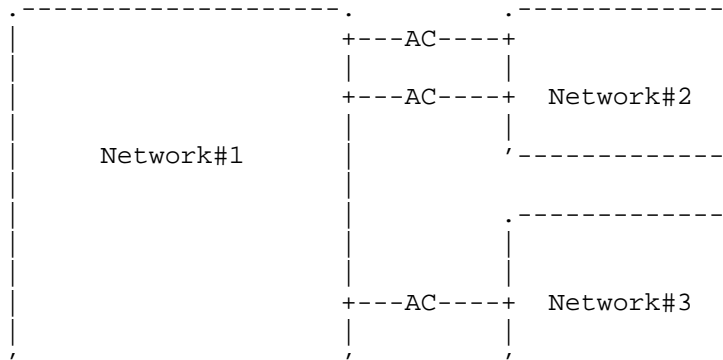 .--------------------.          .-------------
|                    +---AC----+
|                    |         |
|                    +---AC----+  Network#2
|                    |         |
|     Network#1      |         '-------------
|                    |
|                    |         .-------------
|                    |         |
|                    |         |
|                    +---AC----+  Network#3
|                    |         |
'                    '         '